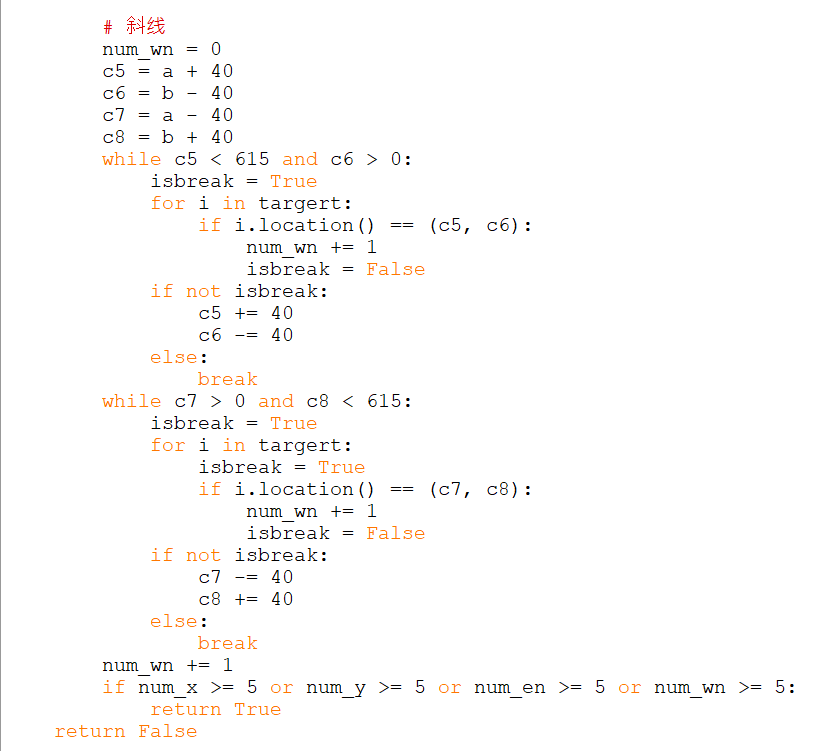 # 斜线
num_wn = 0
c5 = a + 40
c6 = b - 40
c7 = a - 40
c8 = b + 40
while c5 < 615 and c6 > 0:
isbreak = True
for i in targert:
if i.location() == (c5, c6):
num_wn += 1
isbreak = False
if not isbreak:
c5 += 40
c6 -= 40
else:
break
while c7 > 0 and c8 < 615:
isbreak = True
for i in targert:
isbreak = True
if i.location() == (c7, c8):
num_wn += 1
isbreak = False
if not isbreak:
c7 -= 40
c8 += 40
else:
break
num_wn += 1
if num_x >= 5 or num_y >= 5 or num_en >= 5 or num_wn >= 5:
return True
return False